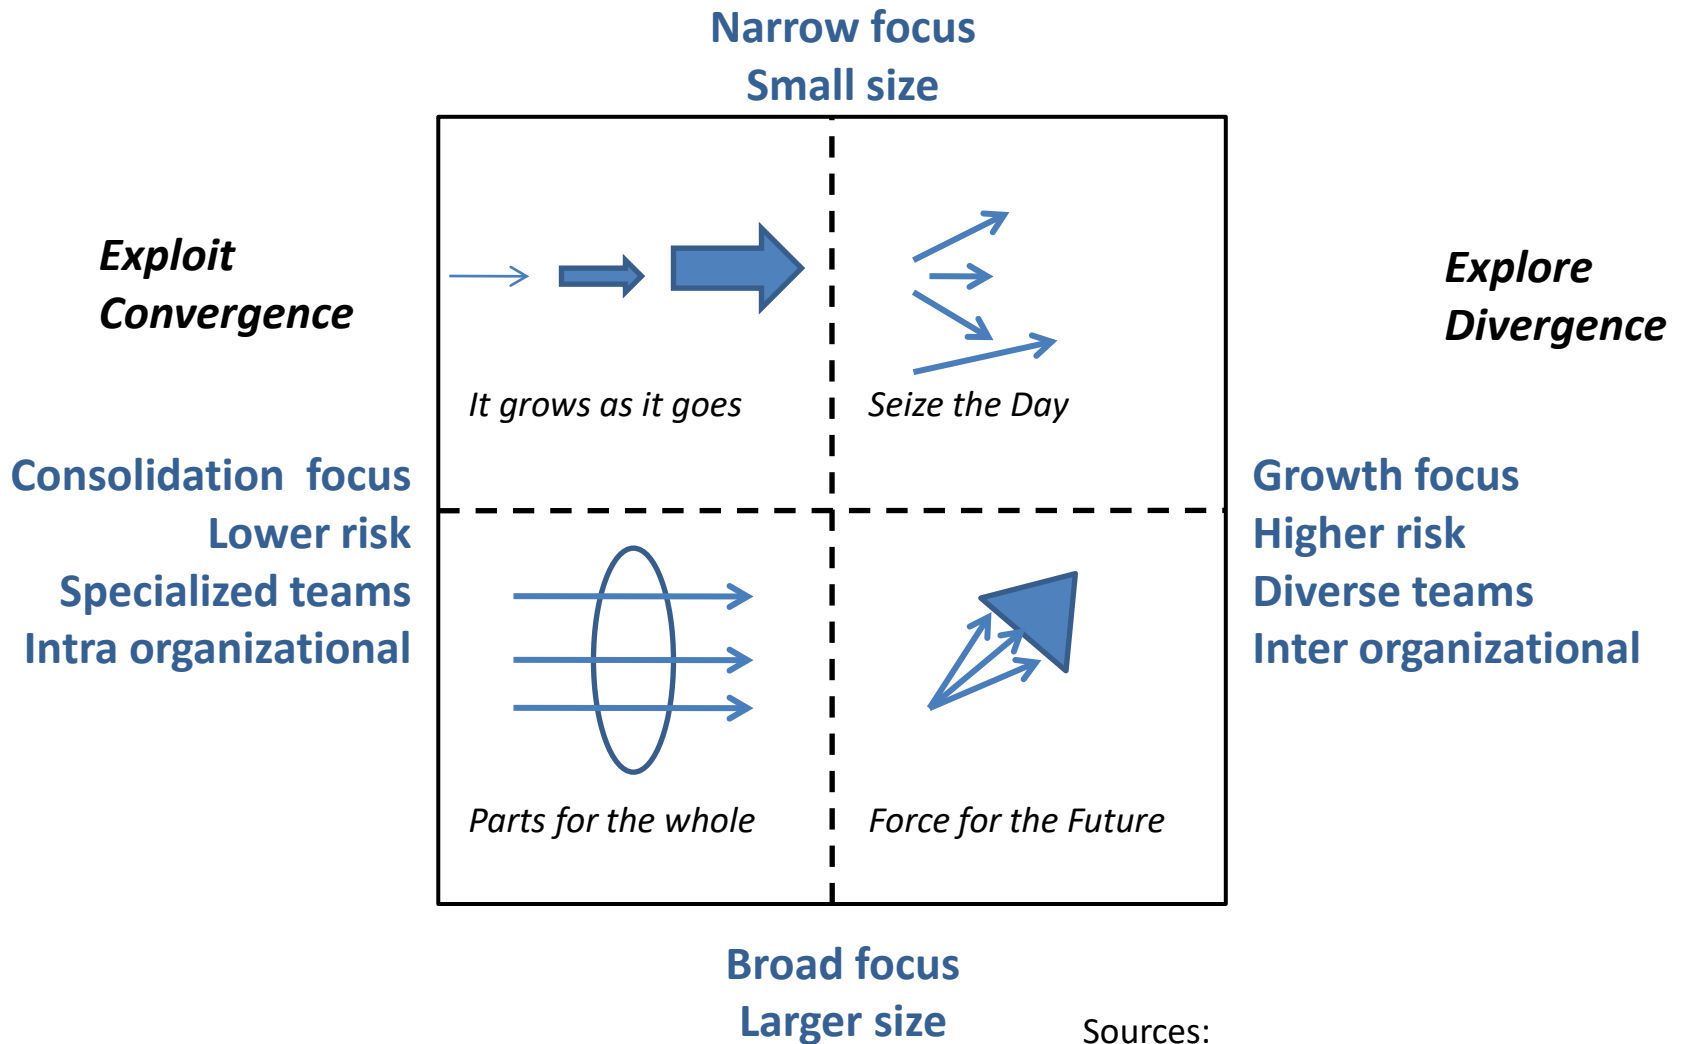 Narrow focus
Small size
Exploit
Convergence
Explore
Divergence
It grows as it goes
Seize the Day
Consolidation  focus
Lower risk
Specialized teams
Intra organizational
Growth focus
Higher risk
Diverse teams
Inter organizational
Parts for the whole
Force for the Future
Broad focus
Larger size
Sources: